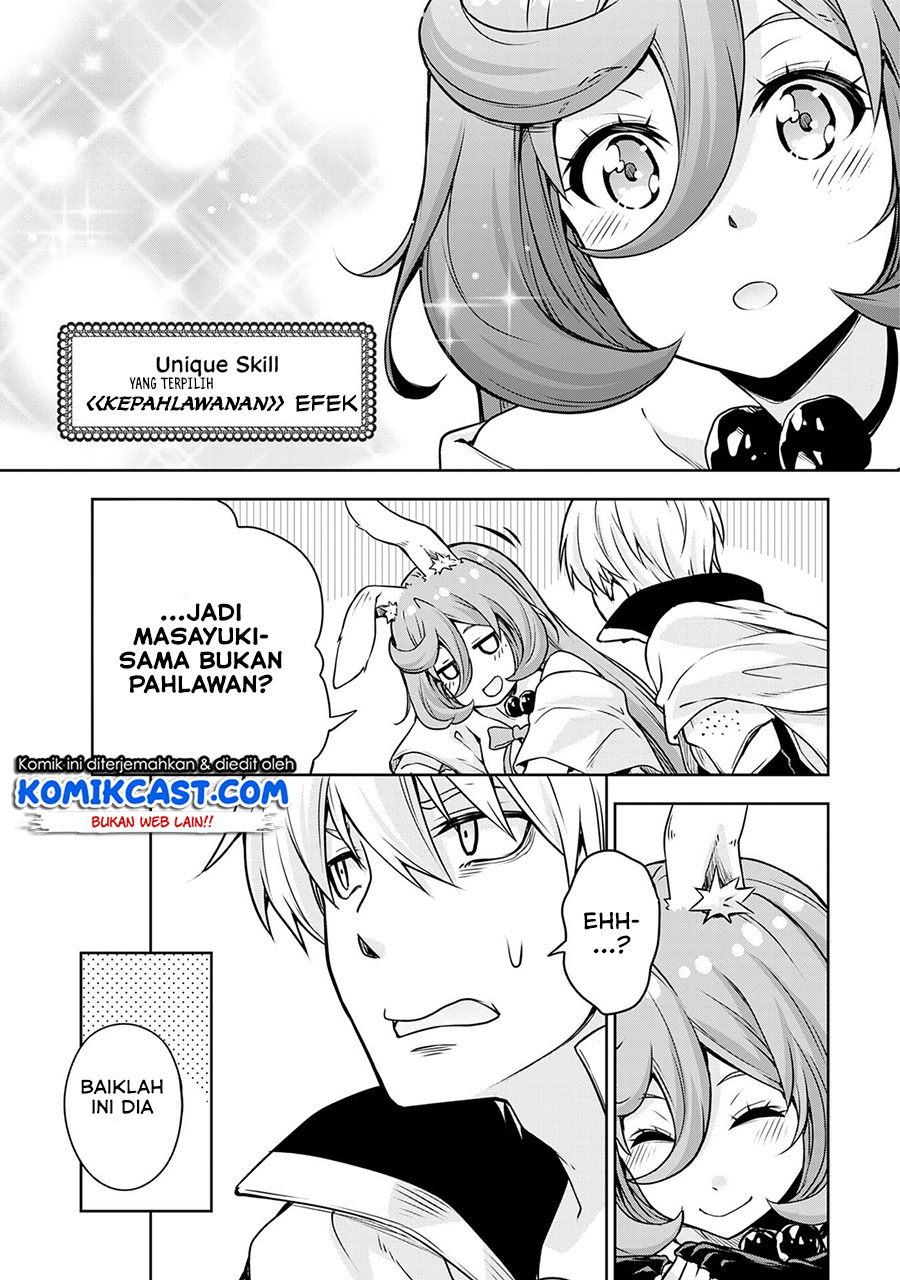 Unique Skill
YANG TERPILIH
《KEPAHLAWANAN》 EFEK
...JADI
MASAYUKI-
SAMA BUKAN
PAHLAWAN?
Komik ini diterjemahkan & diedit oleh
KOMIKCAST.COM
BUKAN WEB LAIN!!
EHH-
...?
BAIKLAH
INI DIA